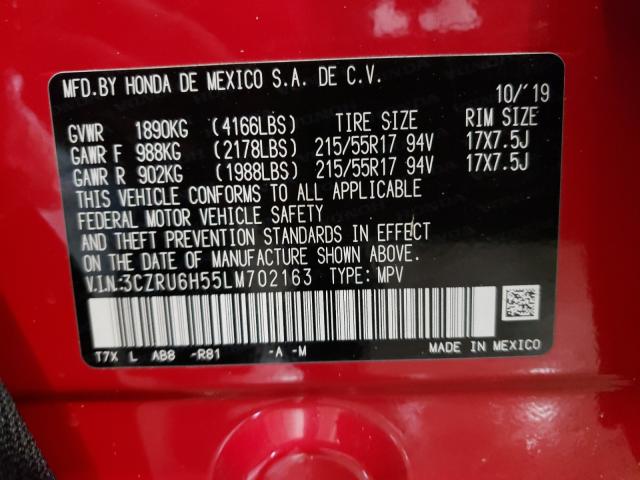 MFD.BY HONDA DE MEXICO S.A. DE C.V.
10/'19
GVWR 1890KG (4166LBS) TIRE SIZE RIM SIZE
GAWR F 988KG (2178LBS) 215/55R17 94V 17X7.5J
GAWR R 902KG (1988LBS) 215/55R17 94V 17X7.5J
THIS VEHICLE CONFORMS TO ALL APPLICABLE
FEDERAL MOTOR VEHICLE SAFETY
AND THEFT PREVENTION STANDARDS IN EFFECT
ON THE DATE OF MANUFACTURE SHOWN ABOVE.
V.I.N.:3CZRU6H55LM702163 TYPE:MPV
T7X L AB8 -R81 -A -M MADE IN MEXICO